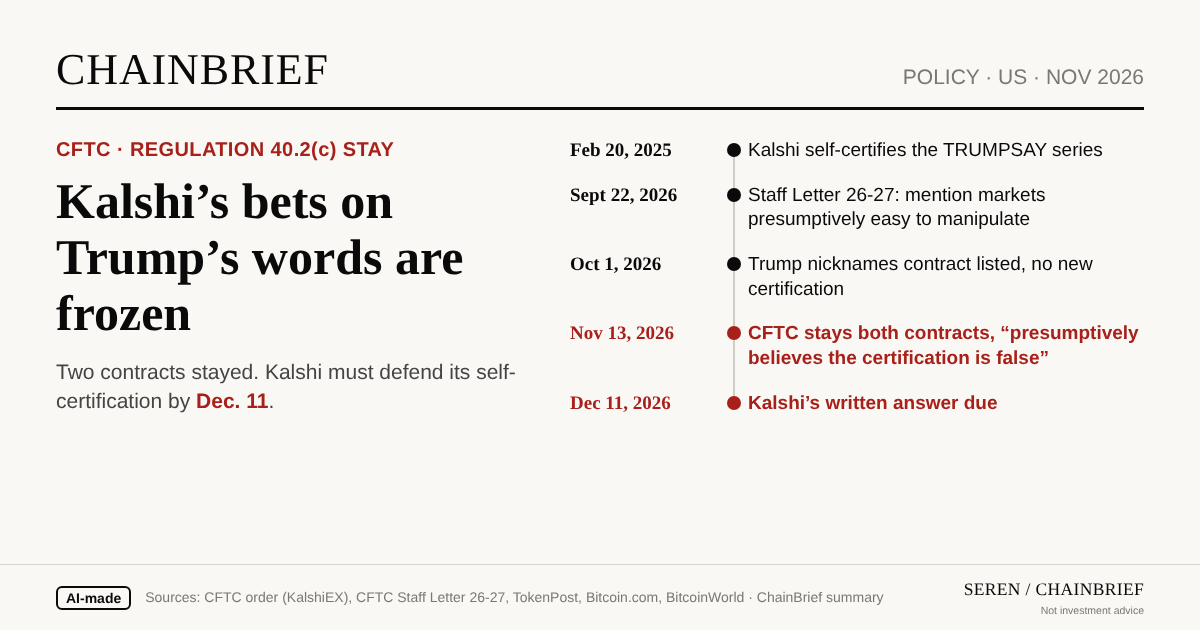 CHAINBRIEF
POLICY · US · NOV 2026
CFTC · REGULATION 40.2(c) STAY
Kalshi’s bets on
Trump’s words are
frozen
Two contracts stayed. Kalshi must defend its self-
certification by Dec. 11.
Feb 20, 2025
Kalshi self-certifies the TRUMPSAY series
Sept 22, 2026
Staff Letter 26-27: mention markets
presumptively easy to manipulate
Oct 1, 2026
Trump nicknames contract listed, no new
certification
Nov 13, 2026
CFTC stays both contracts, “presumptively
believes the certification is false”
Dec 11, 2026
Kalshi’s written answer due
AI-made
Sources: CFTC order (KalshiEX), CFTC Staff Letter 26-27, TokenPost, Bitcoin.com, BitcoinWorld · ChainBrief summary
SEREN / CHAINBRIEF
Not investment advice